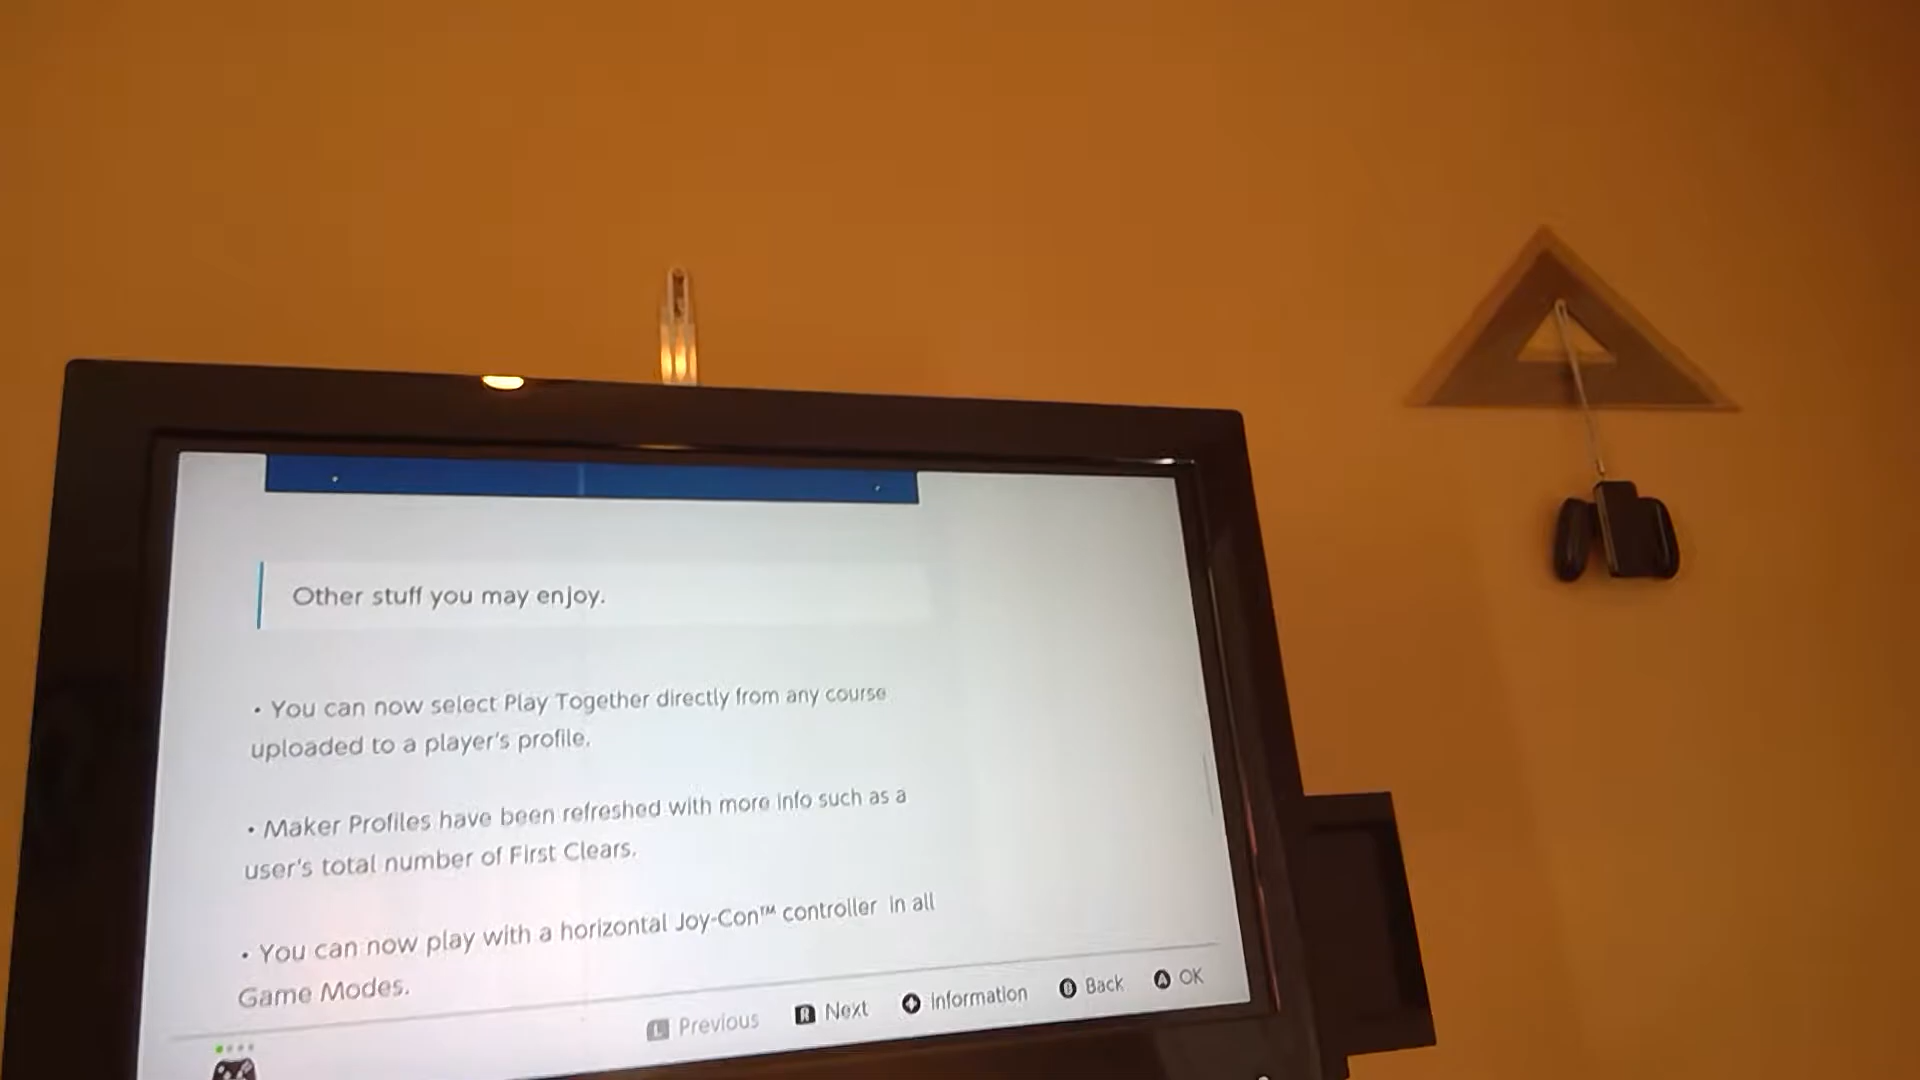 Other stuff you may enjoy.
• You can now select Play Together directly from any course
uploaded to a player's profile.
• Maker Profiles have been refreshed with more info such as a
user's total number of First Clears.
• You can now play with a horizontal Joy-Con™ controller in all
Game Modes.
L Previous R Next + Information B Back A OK